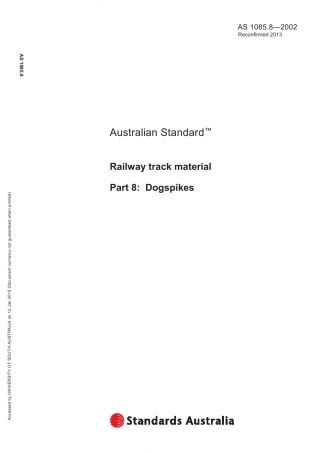 AS 1085.8—2002
Reconfirmed 2013
AS 1085.8
Australian Standard™
Railway track material
Part 8: Dogspikes
Accessed by UNIVERSITY OF SOUTH AUSTRALIA on 12 Jan 2015 (Document currency not guaranteed when printed)
Standards Australia